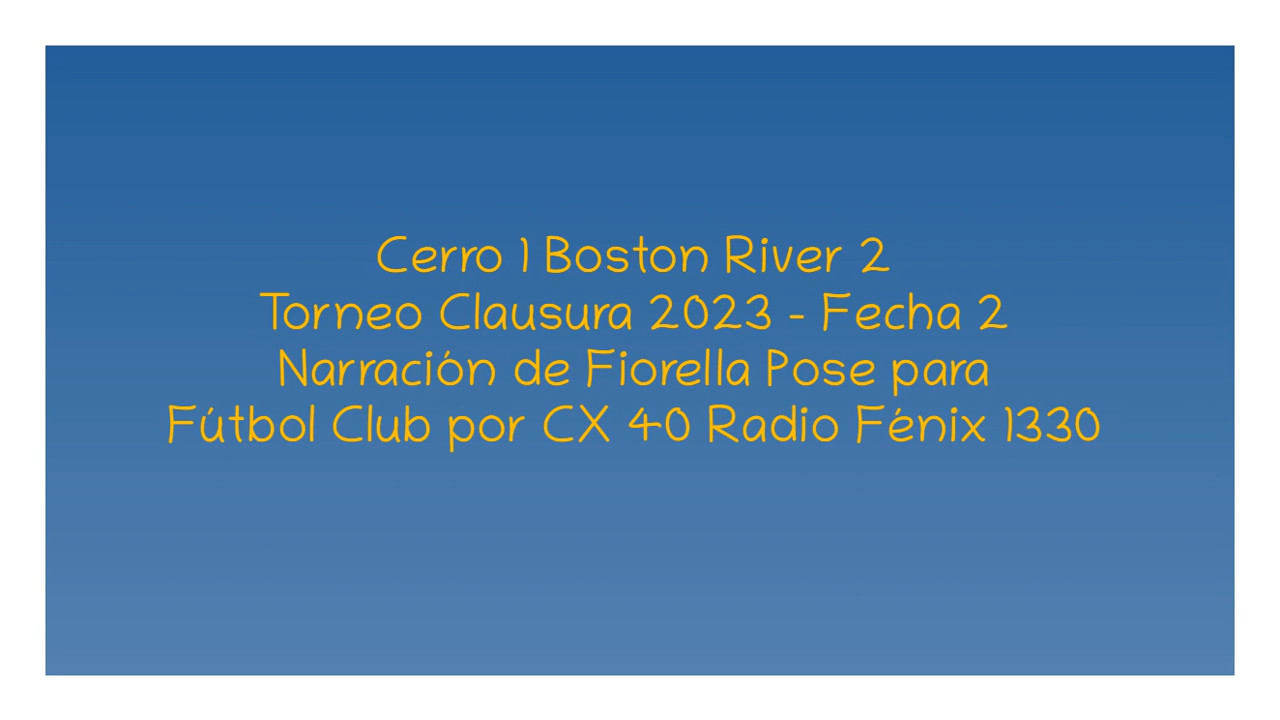 Cerro 1 Boston River 2
Torneo Clausura 2023 - Fecha 2
Narración de Fiorella Pose para
Fútbol Club por CX 40 Radio Fénix 1330